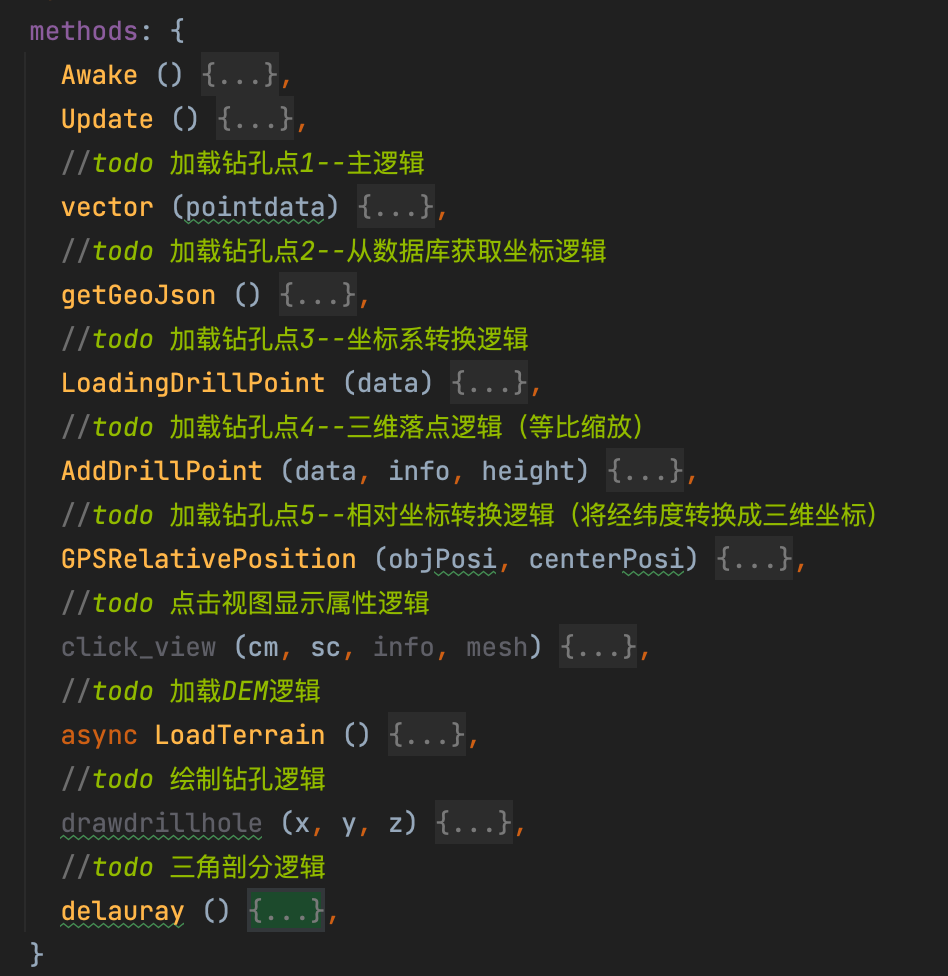 methods: {
Awake () {...},
Update () {...},
//todo 加载钻孔点1--主逻辑
vector (pointdata) {...},
//todo 加载钻孔点2--从数据库获取坐标逻辑
getGeoJson () {...},
//todo 加载钻孔点3--坐标系转换逻辑
LoadingDrillPoint (data) {...},
//todo 加载钻孔点4--三维落点逻辑（等比缩放）
AddDrillPoint (data, info, height) {...},
//todo 加载钻孔点5--相对坐标转换逻辑（将经纬度转换成三维坐标）
GPSRelativePosition (objPosi, centerPosi) {...},
//todo 点击视图显示属性逻辑
click_view (cm, sc, info, mesh) {...},
//todo 加载DEM逻辑
async LoadTerrain () {...},
//todo 绘制钻孔逻辑
drawdrillhole (x, y, z) {...},
//todo 三角剖分逻辑
delauray () {...},
}